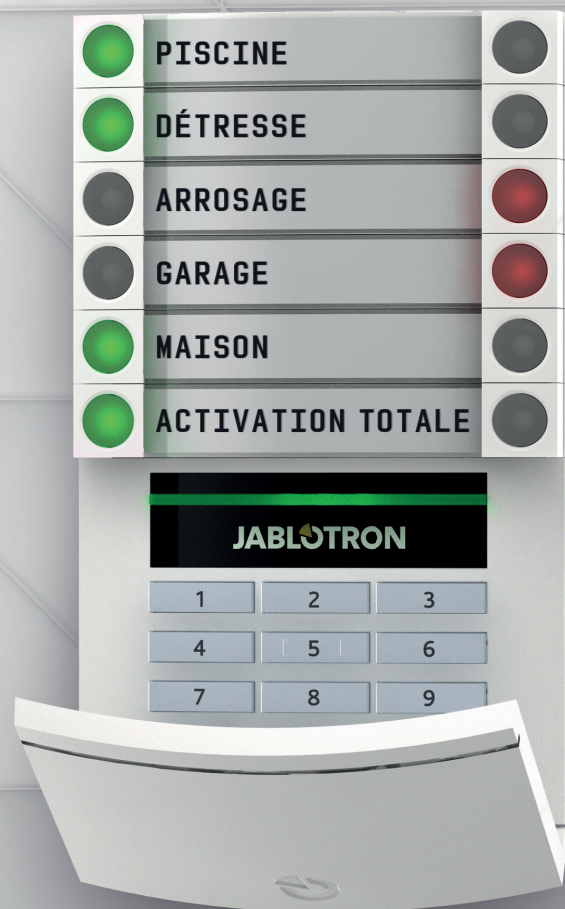 PISCINE
DÉTRESSE
ARROSAGE
GARAGE
MAISON
ACTIVATION TOTALE
JABLOTRON
1 2 3
4 5 6
7 8 9